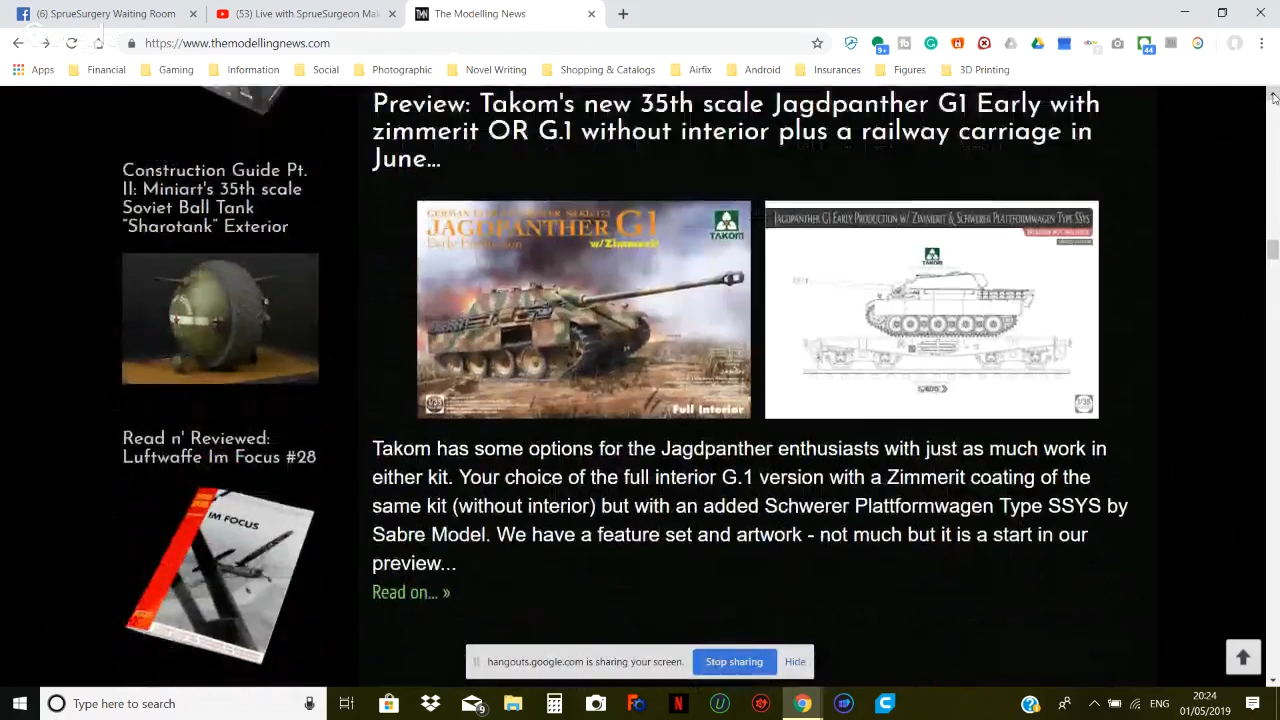 (6) SprueSurgery Waiting Room
(53) Live with SprueSurgeon Mak
The Modelling News
https://www.themodellingnews.com
9+
44
Apps
Financial
Gaming
Information
Social
Photographic
Novel Writing
Shopping & Catalogs
Airfix
Android
Insurances
Figures
3D Printing
Construction Guide Pt.
II: Miniart's 35th scale
Soviet Ball Tank
“Sharotank” Exterior
Read n' Reviewed:
Luftwaffe Im Focus #28
IM FOCUS
Preview: Takom's new 35th scale Jagdpanther G1 Early with
zimmerit OR G.1 without interior plus a railway carriage in
June...
JAGDPANTHER G1
Early Production
w/Zimmerit
TAKOM
Full Interior
JAGDPANTHER G1 EARLY PRODUCTION W/ ZIMMERIT & SCHWERER PLATTFORMWAGEN TYPE SSYS
TAKOM
1/35
Takom has some options for the Jagdpanther enthusiasts with just as much work in
either kit. Your choice of the full interior G.1 version with a Zimmerit coating of the
same kit (without interior) but with an added Schwerer Plattformwagen Type SSYS by
Sabre Model. We have a feature set and artwork - not much but it is a start in our
preview...
Read on... »
hangouts.google.com is sharing your screen.
Stop sharing
Hide
Type here to search
9
ENG
20:24
01/05/2019